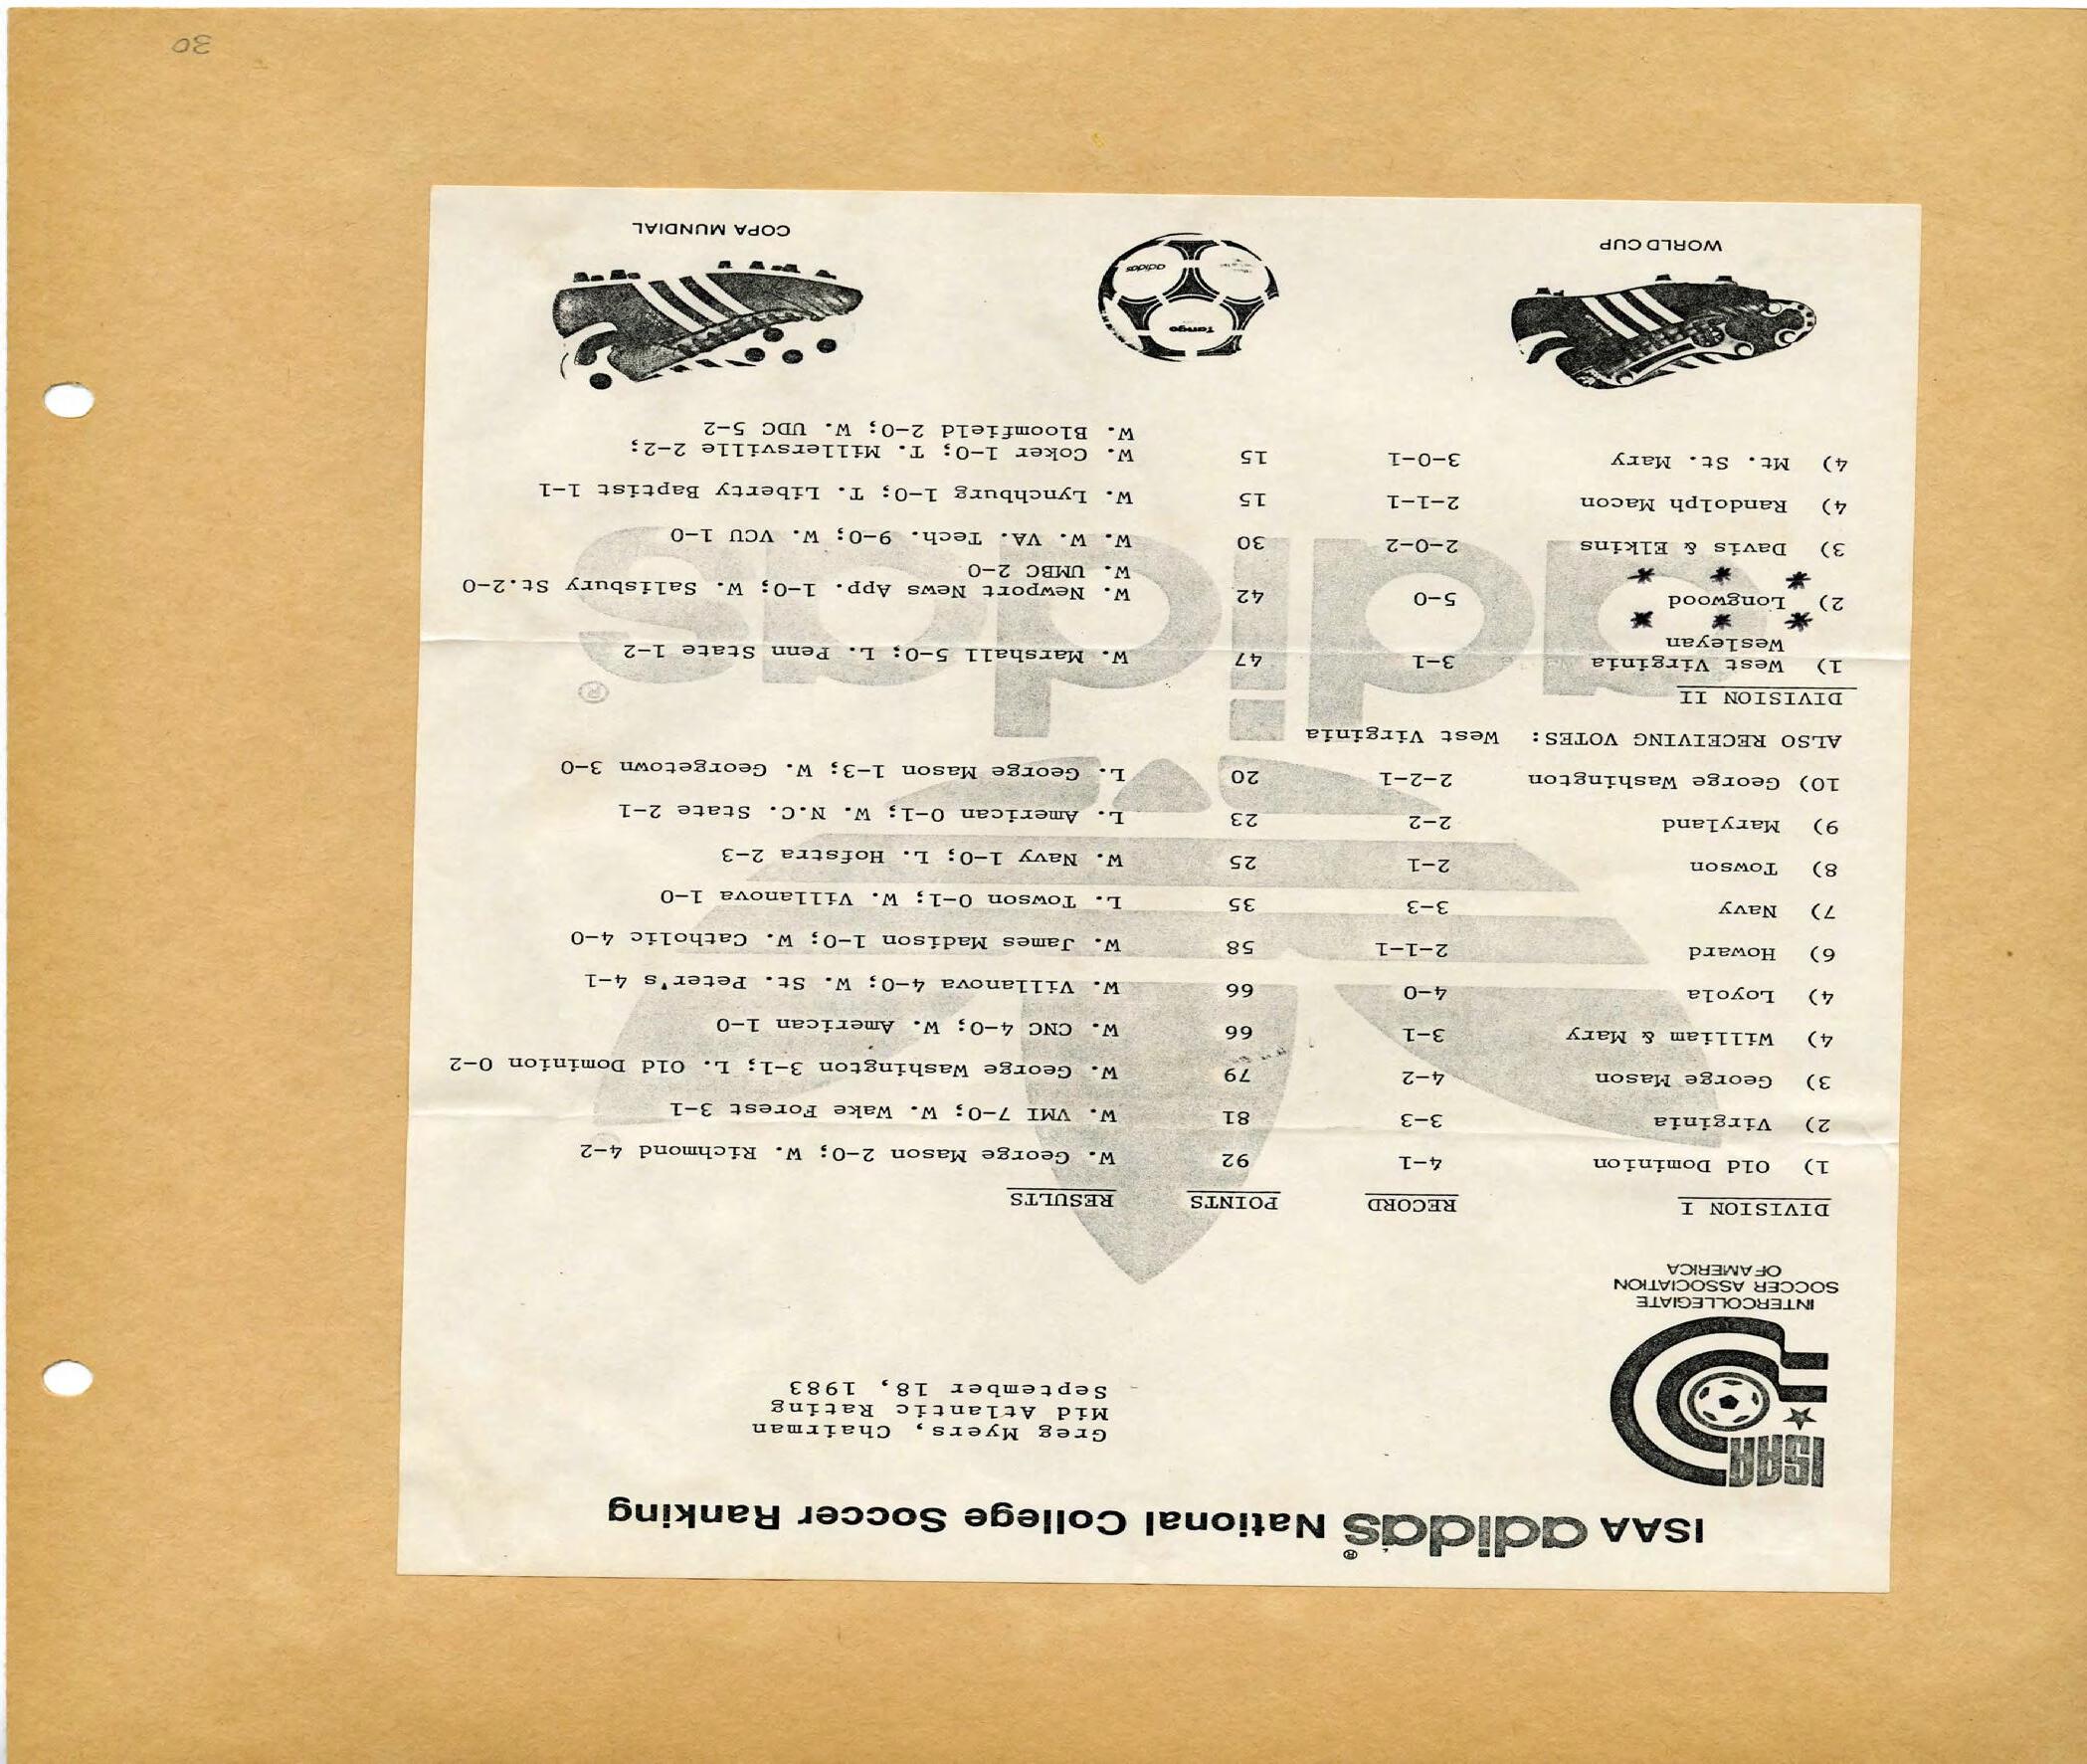 ISAA adidas® National College Soccer Ranking
ISAA
INTERCOLLEGIATE
SOCCER ASSOCIATION
OF AMERICA
Greg Myers, Chairman
Mid Atlantic Rating
September 18, 1983
DIVISION I RECORD POINTS RESULTS
1) Old Dominion 4-1 92 W. George Mason 2-0; W. Richmond 4-2
2) Virginia 3-3 81 W. VMI 7-0; W. Wake Forest 3-1
3) George Mason 4-2 79 W. George Washington 3-1; L. Old Dominion 0-2
4) William & Mary 3-1 66 W. CNC 4-0; W. American 1-0
4) Loyola 4-0 66 W. Villanova 4-0; W. St. Peter's 4-1
6) Howard 2-1-1 58 W. James Madison 1-0; W. Catholic 4-0
7) Navy 3-3 35 L. Towson 0-1; W. Villanova 1-0
8) Towson 2-1 25 W. Navy 1-0; L. Hofstra 2-3
9) Maryland 2-2 23 L. American 0-1; W. N.C. State 2-1
10) George Washington 2-2-1 20 L. George Mason 1-3; W. Georgetown 3-0
ALSO RECEIVING VOTES: West Virginia
DIVISION II
1) West Virginia 3-1 47 W. Marshall 5-0; L. Penn State 1-2
Wesleyan
* * *
2) Longwood 5-0 42 W. Newport News App. 1-0; W. Salisbury St.2-0
W. UMBC 2-0
* * *
3) Davis & Elkins 2-0-2 30 W. W. VA. Tech. 9-0; W. VCU 1-0
4) Randolph Macon 2-1-1 15 W. Lynchburg 1-0; T. Liberty Baptist 1-1
4) Mt. St. Mary 3-0-1 15 W. Coker 1-0; T. Millersville 2-2;
W. Bloomfield 2-0; W. UDC 5-2
adidas®
Tango
adidas
WORLD CUP
COPA MUNDIAL
30